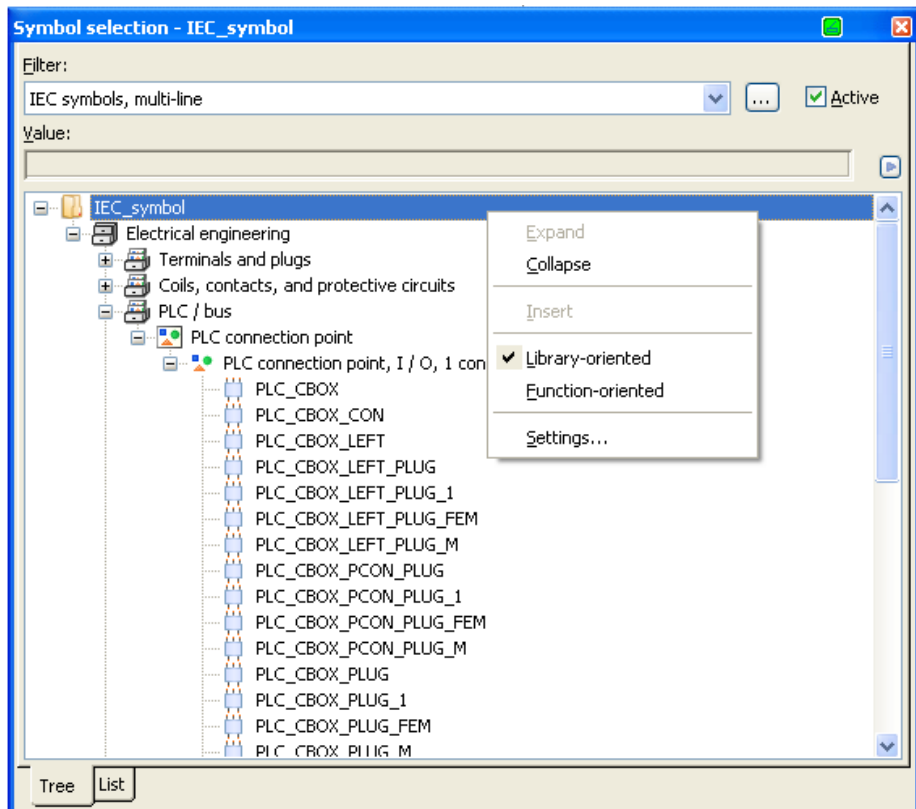 Symbol selection - IEC_symbol
Filter:
IEC symbols, multi-line
...
Active
Value:
IEC_symbol
Electrical engineering
Terminals and plugs
Coils, contacts, and protective circuits
PLC / bus
PLC connection point
PLC connection point, I / O, 1 con
PLC_CBOX
PLC_CBOX_CON
PLC_CBOX_LEFT
PLC_CBOX_LEFT_PLUG
PLC_CBOX_LEFT_PLUG_1
PLC_CBOX_LEFT_PLUG_FEM
PLC_CBOX_LEFT_PLUG_M
PLC_CBOX_PCON_PLUG
PLC_CBOX_PCON_PLUG_1
PLC_CBOX_PCON_PLUG_FEM
PLC_CBOX_PCON_PLUG_M
PLC_CBOX_PLUG
PLC_CBOX_PLUG_1
PLC_CBOX_PLUG_FEM
PLC_CBOX_PLUG_M
Expand
Collapse
Insert
Library-oriented
Function-oriented
Settings...
Tree
List